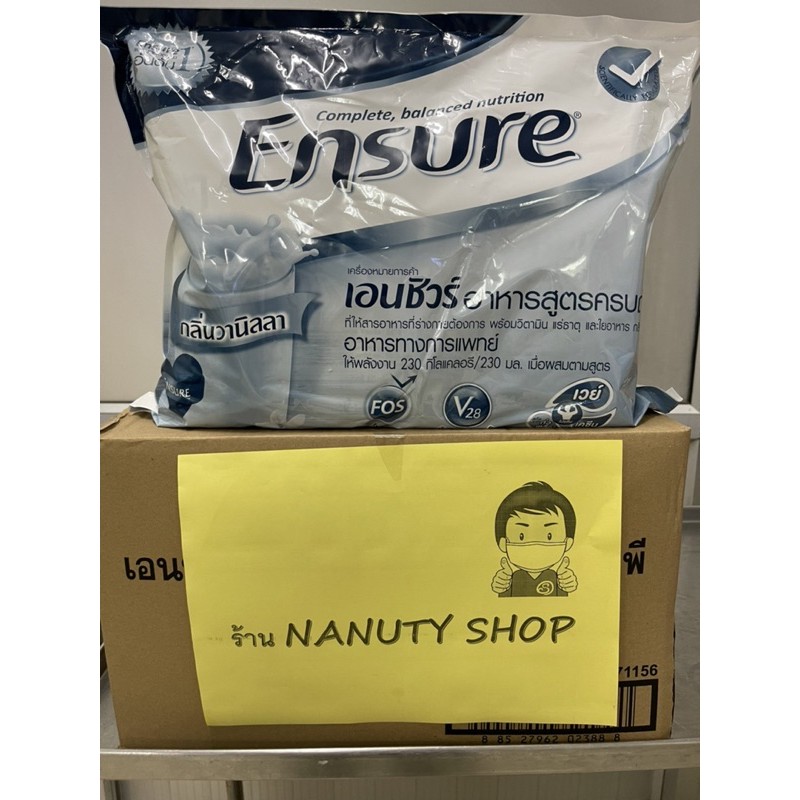 Complete, balanced nutrition
Ensure®
เครื่องหมายการค้า
เอนชัวร์ อาหารสูตรครบ
กลิ่นวานิลลา
ที่ให้สารอาหารที่ร่างกายต้องการ พร้อมวิตามิน แร่ธาตุ และใยอาหาร
อาหารทางการแพทย์
ให้พลังงาน 230 กิโลแคลอรี/230 มล. เมื่อผสมตามสูตร
FOS
V28
เวย์
เอน
พี
ร้าน NANUTY SHOP
71156
8 85 27962 02388 8